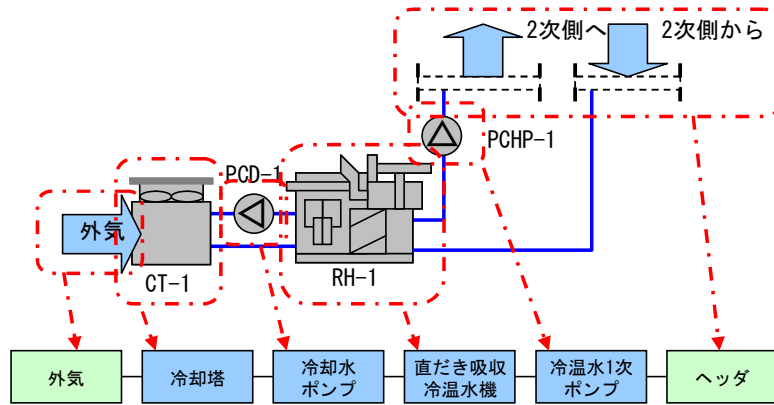 2次側へ
2次側から
PCHP-1
PCD-1
外気
CT-1
RH-1
外気
冷却塔
冷却水
ポンプ
直だき吸収
冷温水機
冷温水1次
ポンプ
ヘッダ